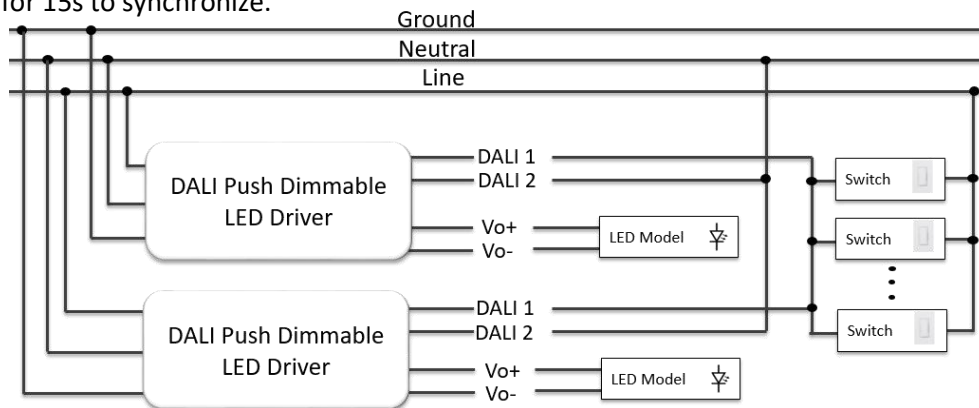 for 15s to synchronize.
Ground
Neutral
Line
DALI Push Dimmable
LED Driver
DALI 1
DALI 2
Vo+
Vo-
LED Model
Switch
Switch
Switch
DALI Push Dimmable
LED Driver
DALI 1
DALI 2
Vo+
Vo-
LED Model